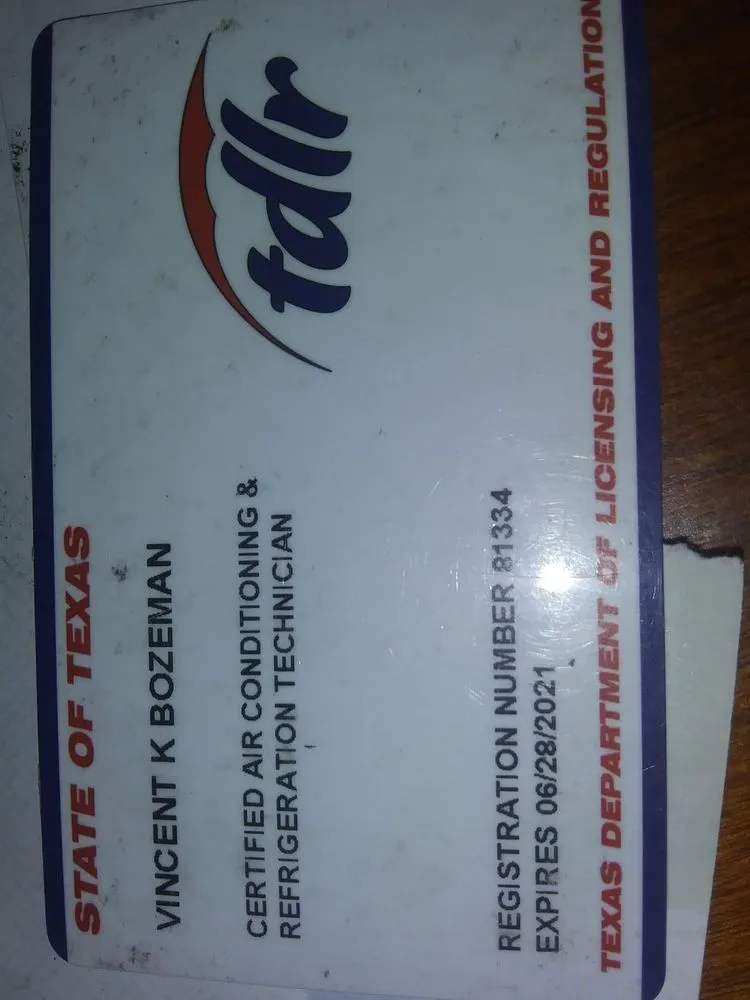 STATE OF TEXAS
tdlr
VINCENT K BOZEMAN
CERTIFIED AIR CONDITIONING &
REFRIGERATION TECHNICIAN
REGISTRATION NUMBER 81334
EXPIRES 06/28/2021
TEXAS DEPARTMENT OF LICENSING AND REGULATION